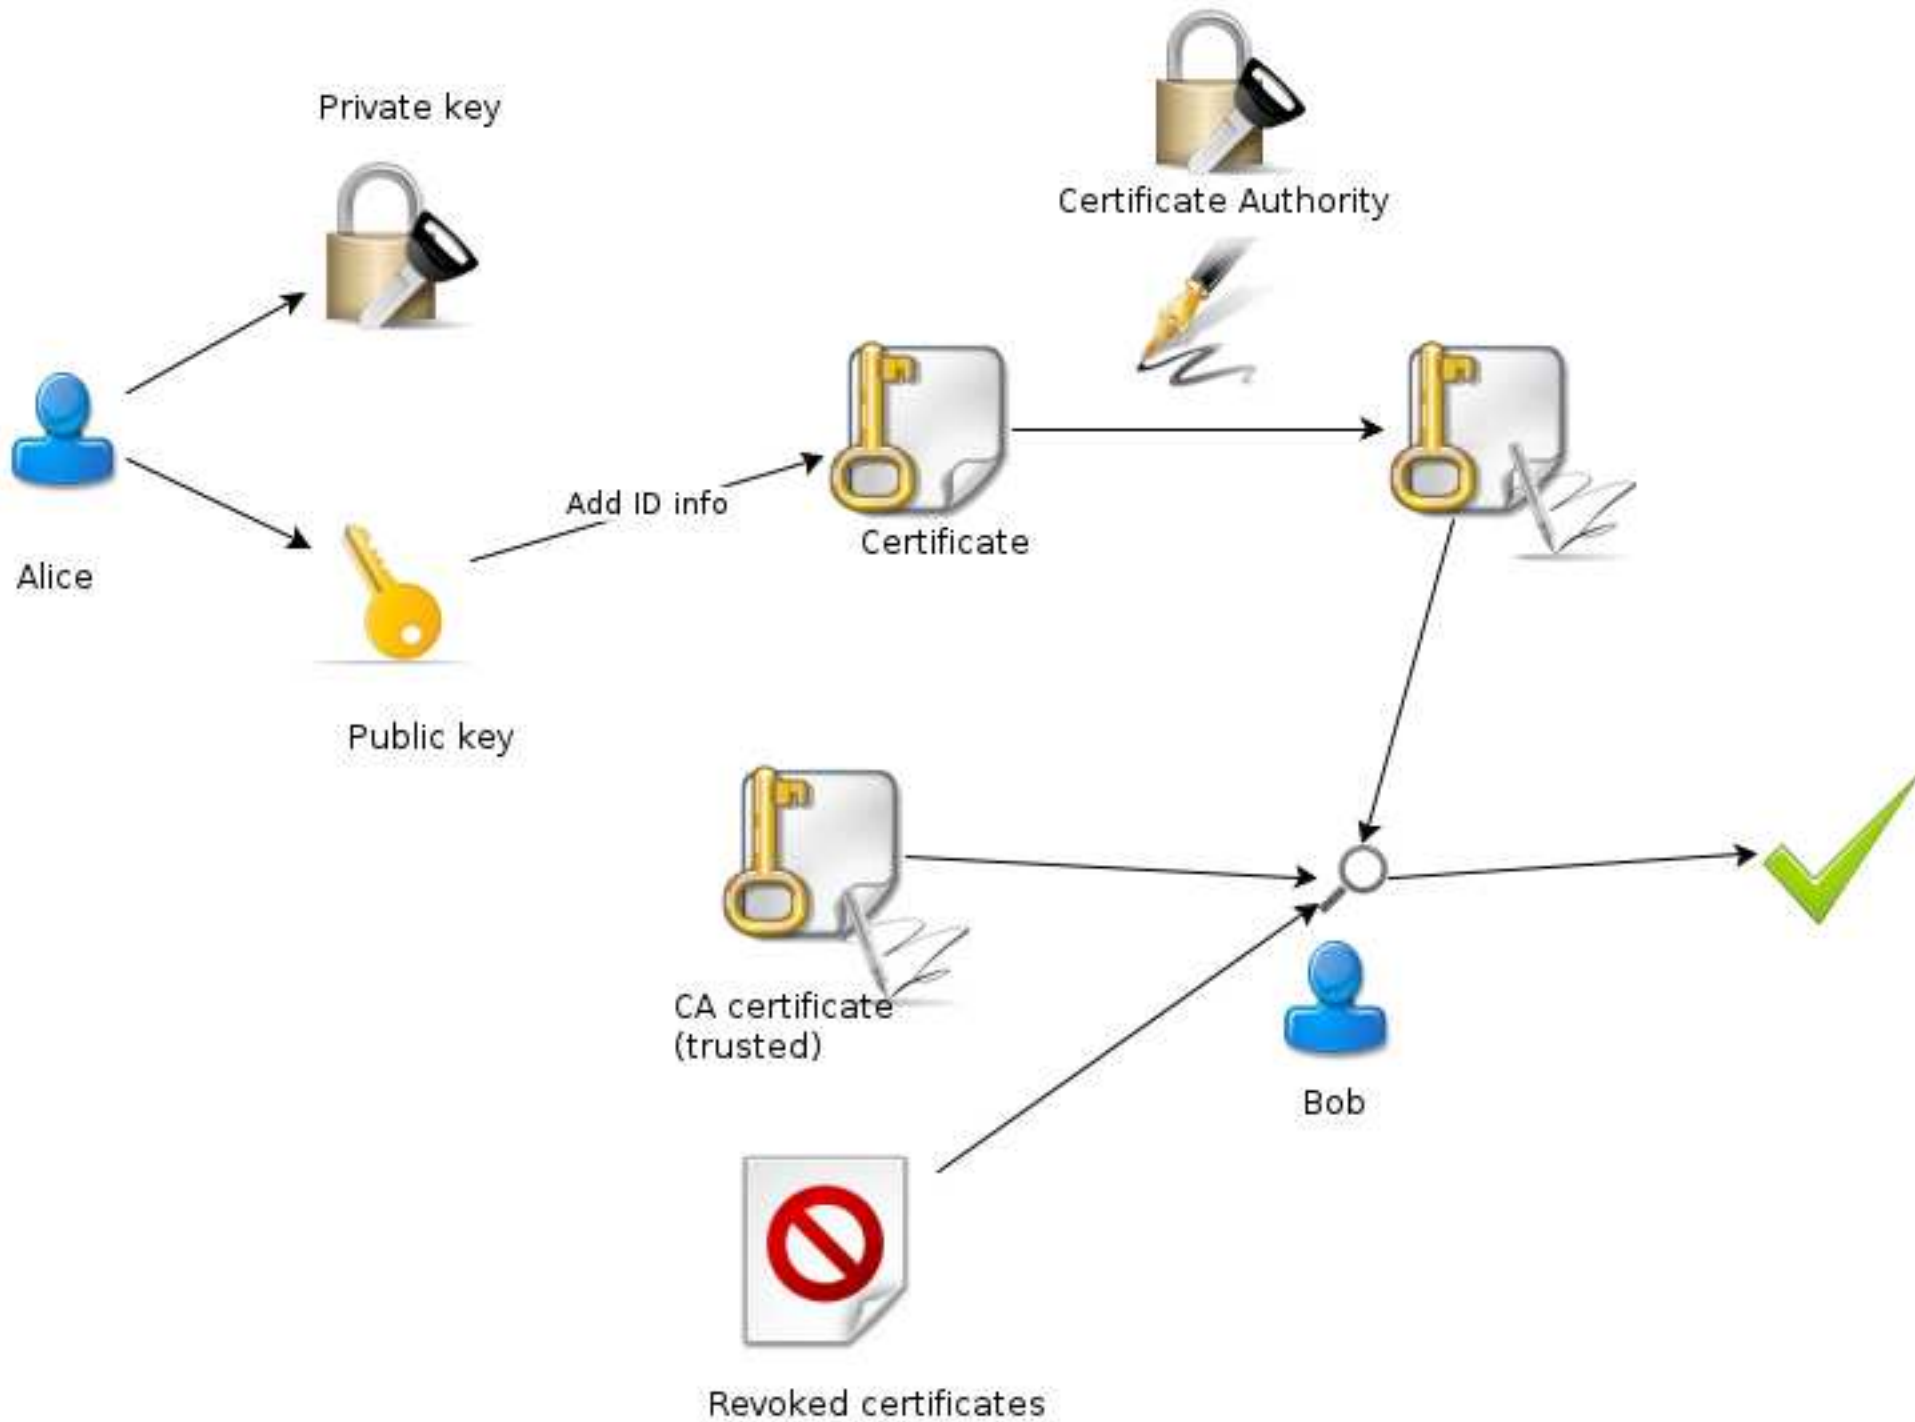 Private key
Certificate Authority
Add ID info
Certificate
Alice
Public key
CA certificate
(trusted)
Bob
Revoked certificates